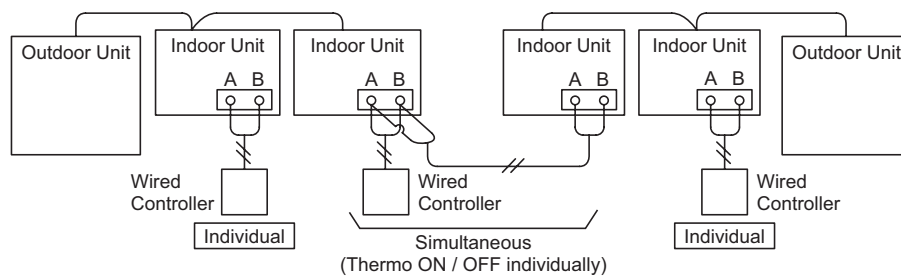 Outdoor Unit
Indoor Unit
A B
Indoor Unit
A B
Indoor Unit
A B
Indoor Unit
A B
Outdoor Unit
Wired
Controller
Individual
Wired
Controller
Wired
Controller
Individual
Simultaneous
(Thermo ON / OFF individually)